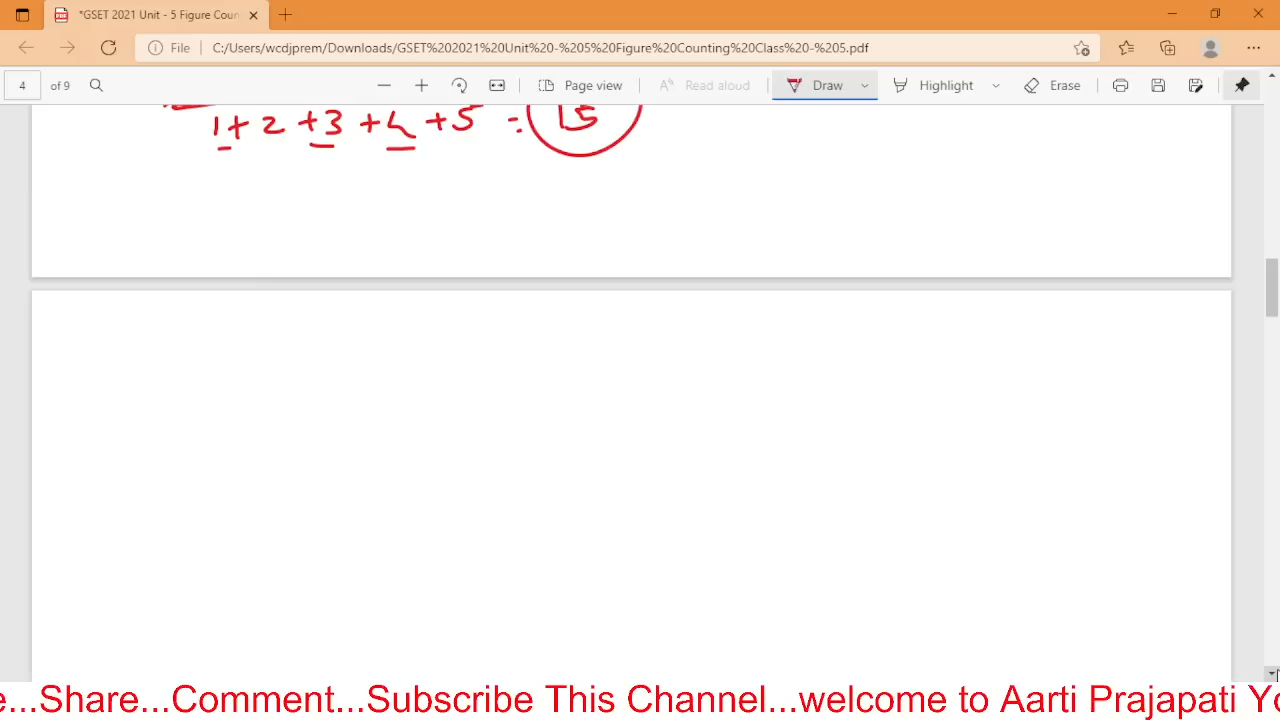 *GSET 2021 Unit - 5 Figure Coun
File
C:/Users/wcdjprem/Downloads/GSET%202021%20Unit%20-%205%20Figure%20Counting%20Class%20-%205.pdf
4 of 9
Page view
Read aloud
Draw
Highlight
Erase
1 + 2 + 3 + 4 + 5 = 15
e...Share...Comment...Subscribe This Channel...welcome to Aarti Prajapati Yo